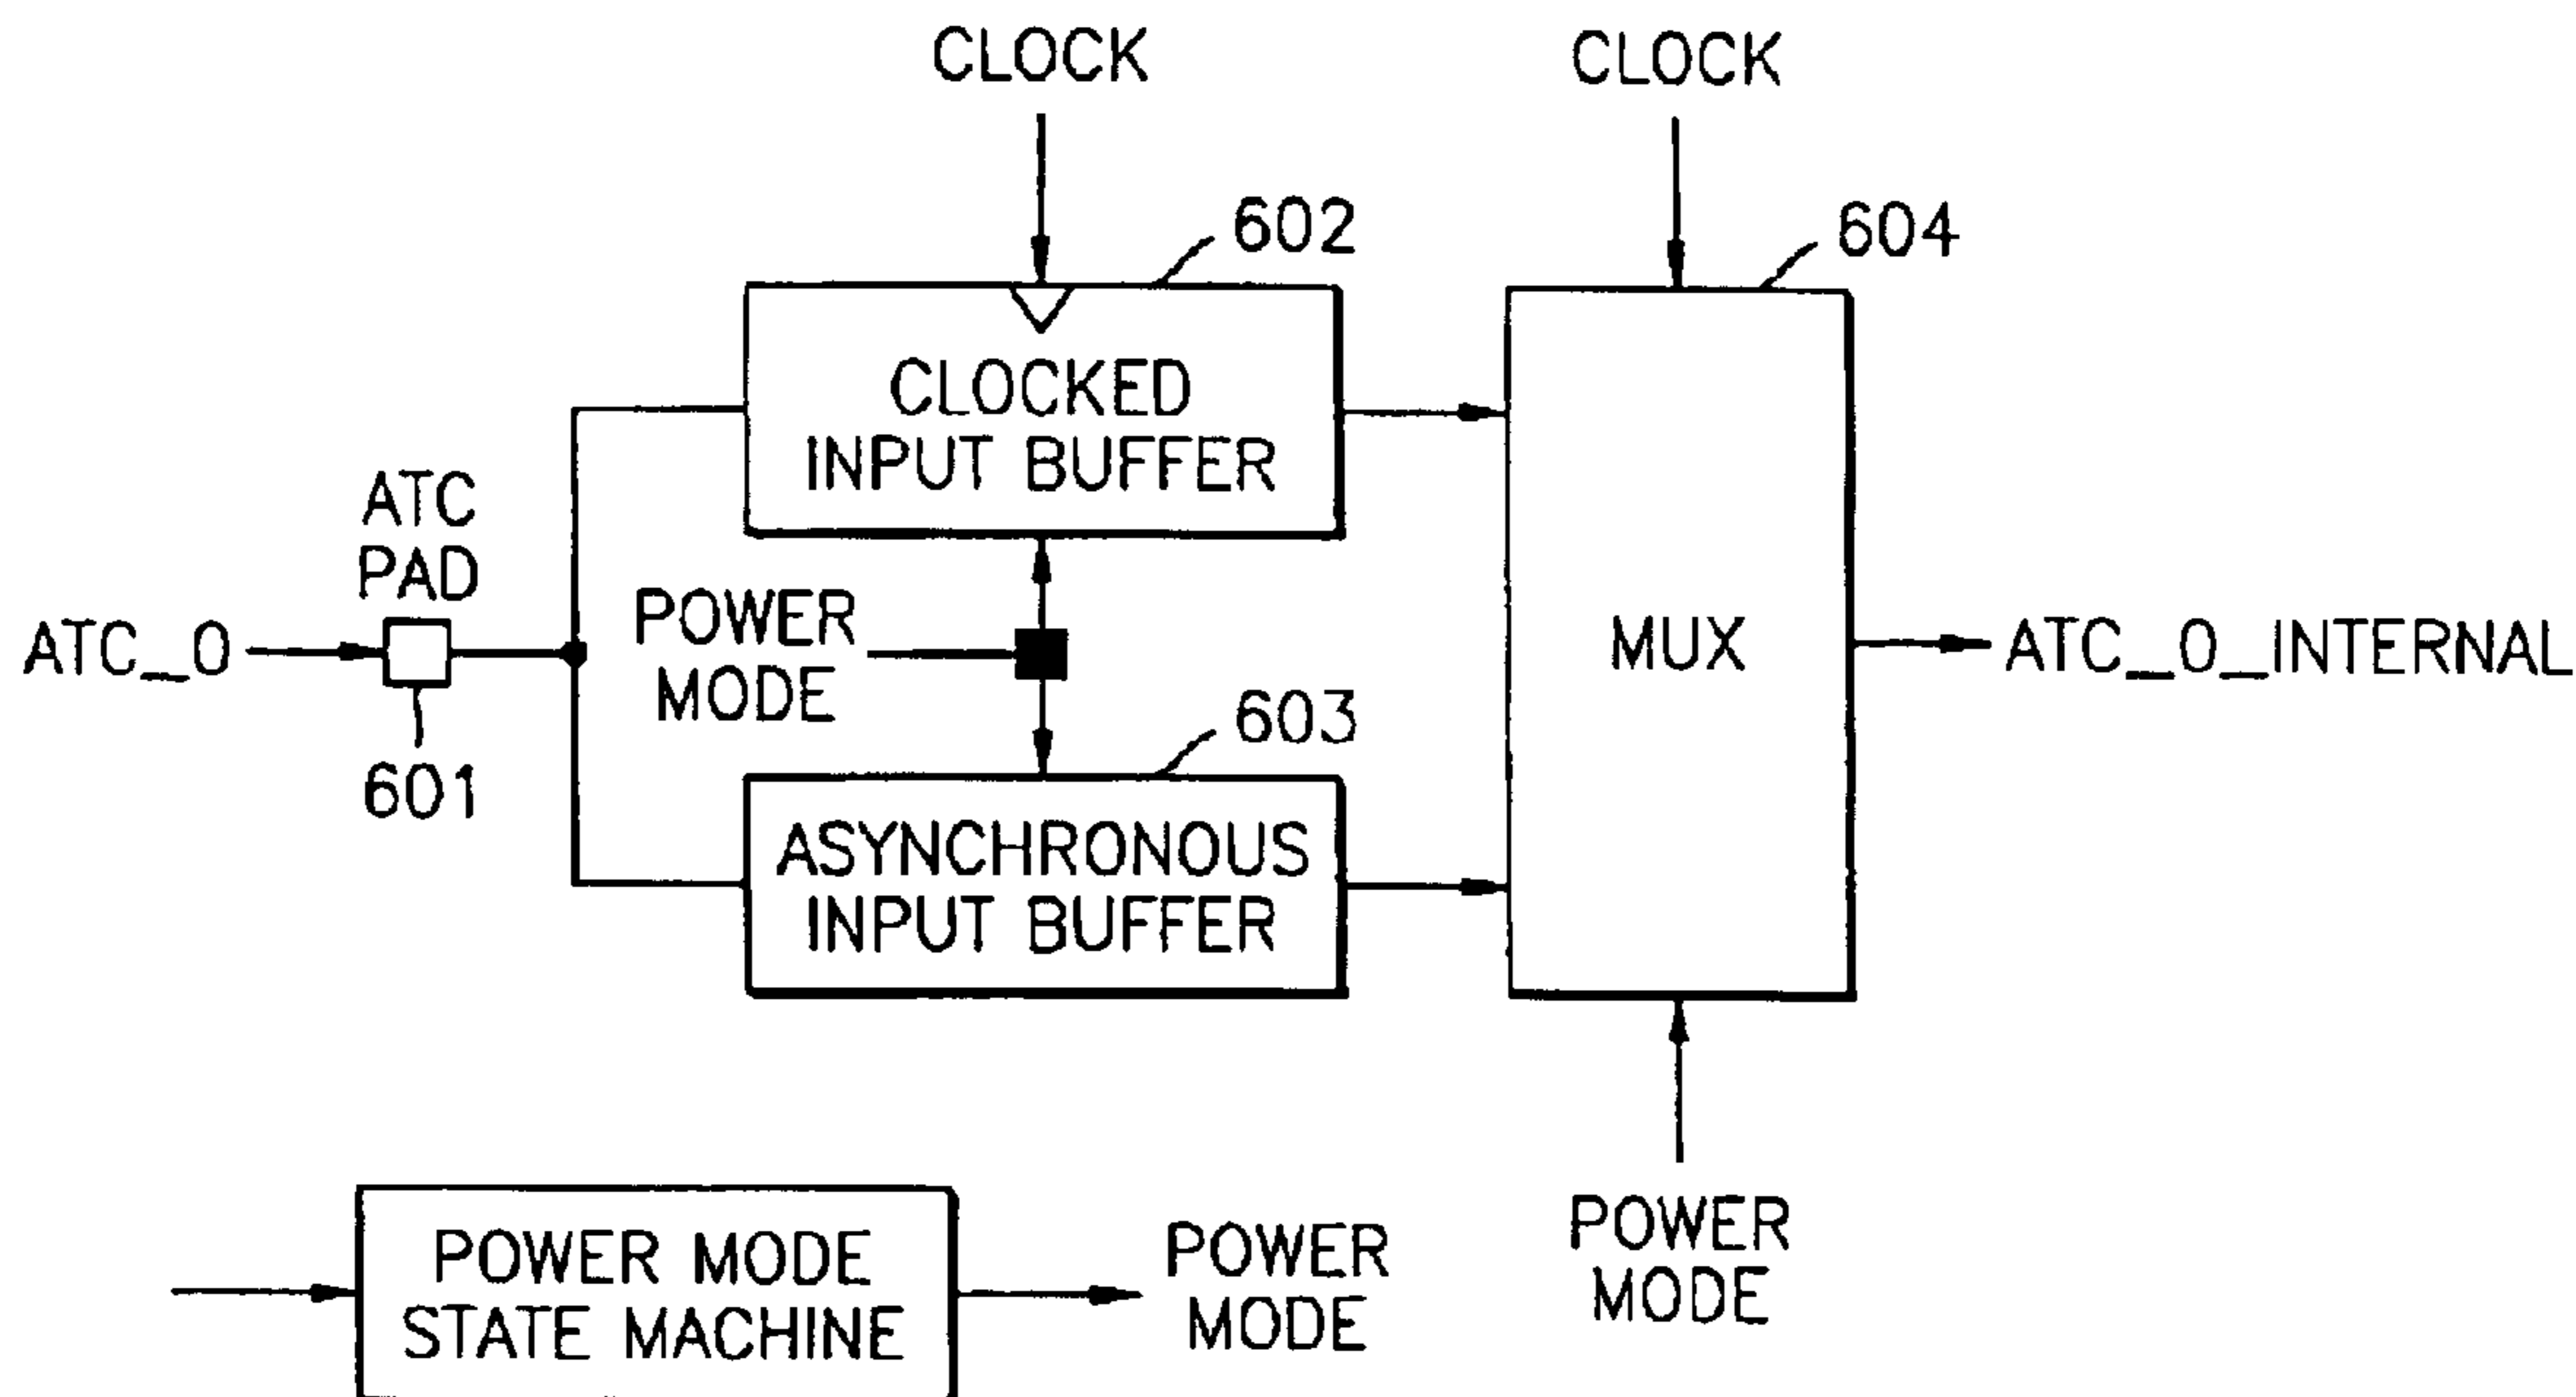 CLOCK
CLOCK
602
604
CLOCKED
INPUT BUFFER
ATC
PAD
POWER
MODE
ATC_0
MUX
ATC_0_INTERNAL
601
603
ASYNCHRONOUS
INPUT BUFFER
POWER MODE
STATE MACHINE
POWER
MODE
POWER
MODE